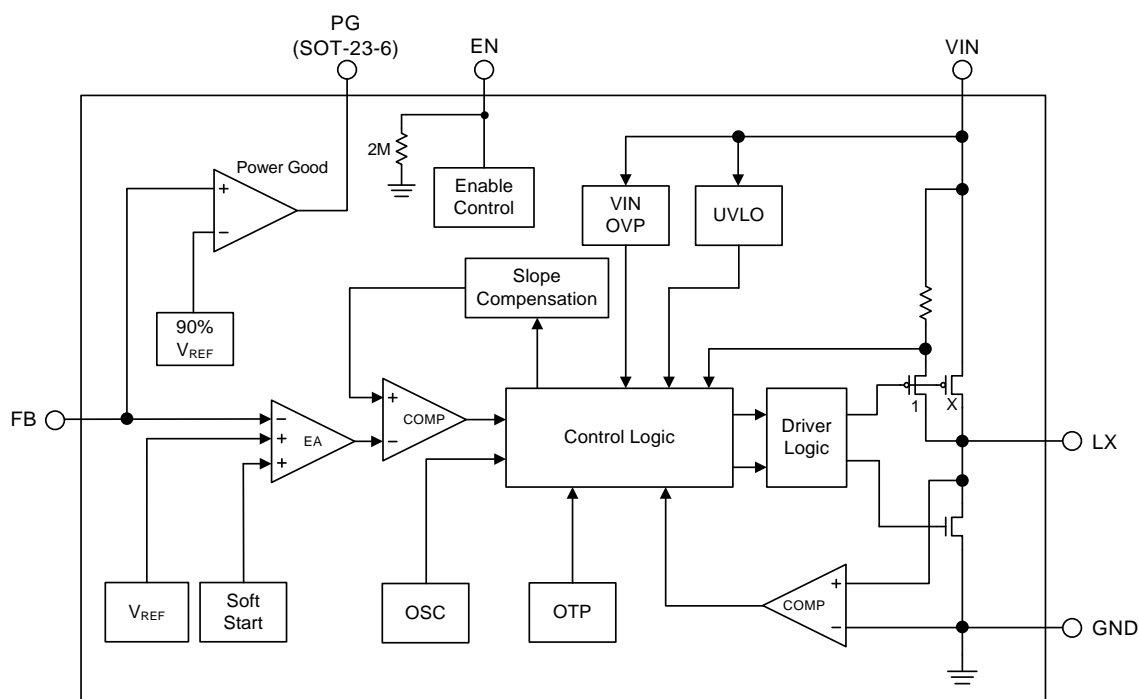 PG
(SOT-23-6)
EN
VIN
2M
Power Good
+
−
Enable
Control
VIN
OVP
UVLO
Slope
Compensation
90%
VREF
FB
−
+
+
EA
+
−
COMP
Control Logic
Driver
Logic
1
X
LX
VREF
Soft
Start
OSC
OTP
COMP
+
−
GND